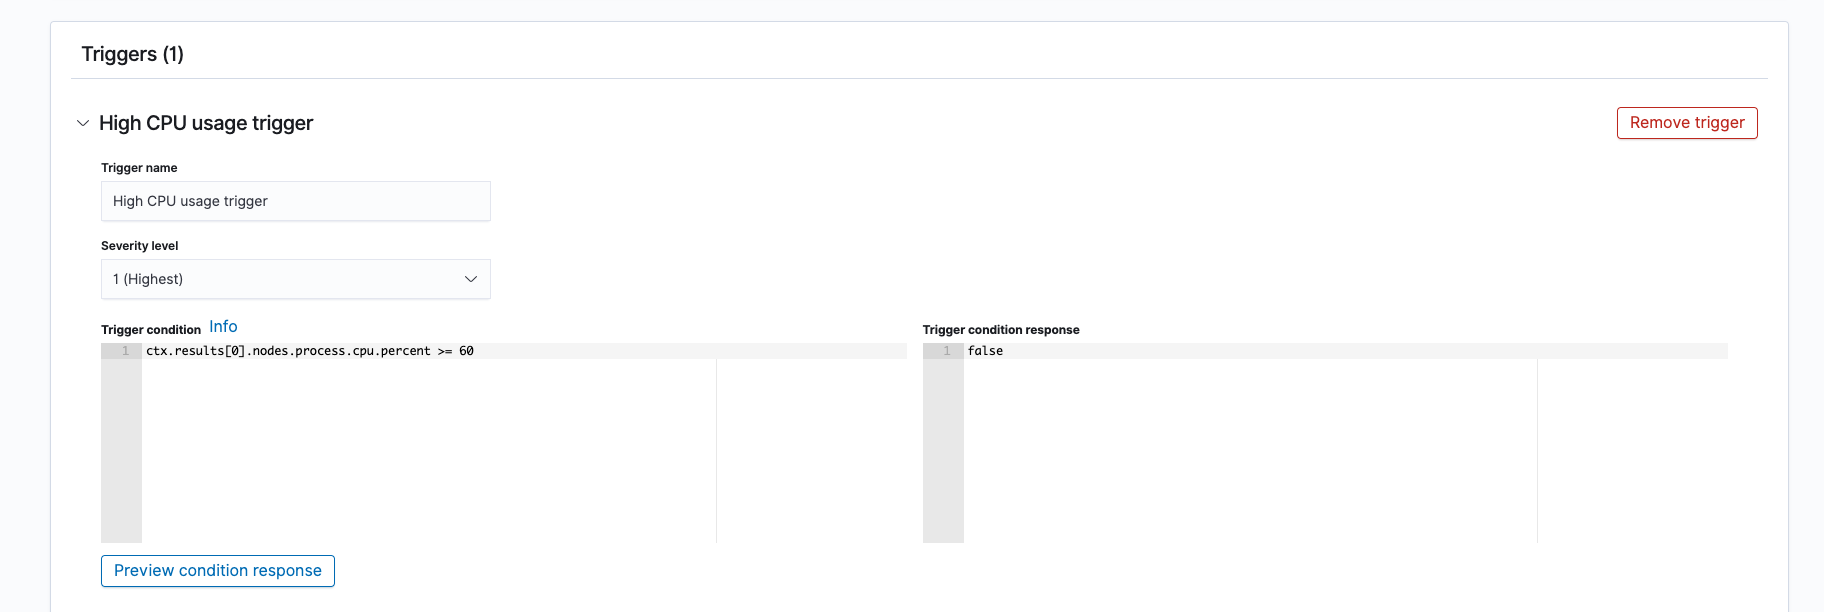 Triggers (1)
High CPU usage trigger
Remove trigger
Trigger name
High CPU usage trigger
Severity level
1 (Highest)
Trigger condition Info
1 ctx.results[0].nodes.process.cpu.percent >= 60
Trigger condition response
1 false
Preview condition response